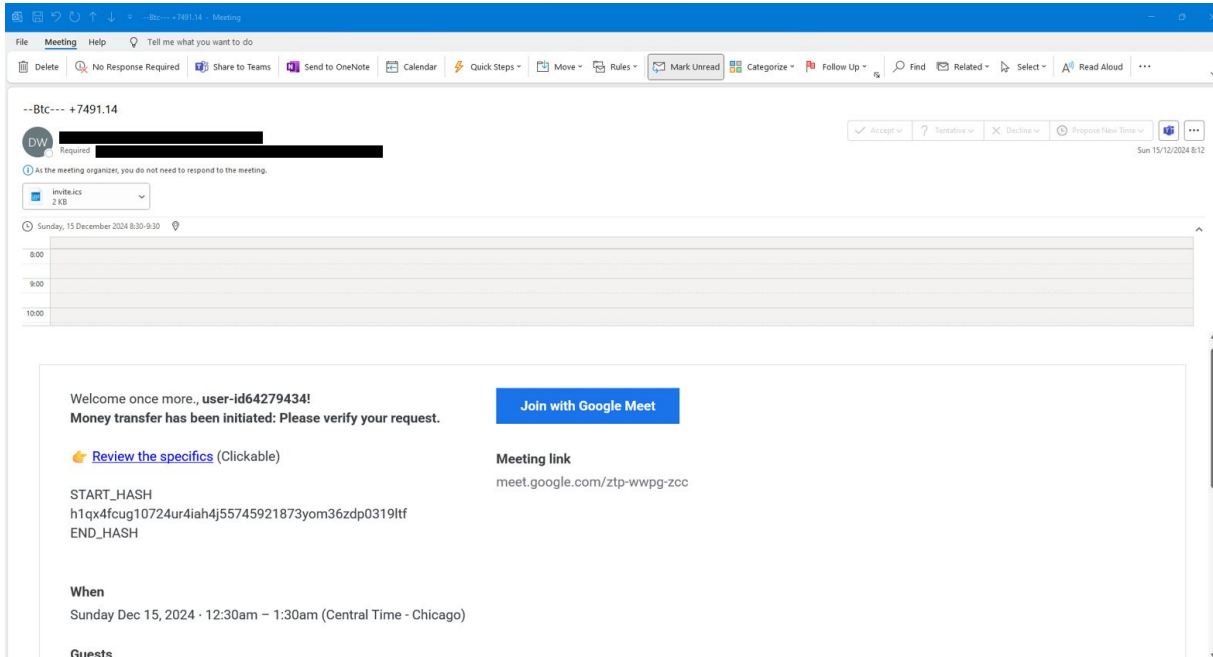 --Btc--- +7491.14 - Meeting
File Meeting Help Tell me what you want to do
Delete No Response Required Share to Teams Send to OneNote Calendar Quick Steps Move Rules Mark Unread Categorize Follow Up Find Related Select Read Aloud ...
--Btc--- +7491.14
Accept Tentative Decline Propose New Time ...
DW
Required
Sun 15/12/2024 8:12
As the meeting organizer, you do not need to respond to the meeting.
invite.ics
2 KB
Sunday, 15 December 2024 8:30-9:30
8:00
9:00
10:00
Welcome once more., user-id64279434!
Money transfer has been initiated: Please verify your request.
👉 Review the specifics (Clickable)
START_HASH
h1qx4fcug10724ur4iah4j55745921873yom36zdp0319ltf
END_HASH
When
Sunday Dec 15, 2024 · 12:30am – 1:30am (Central Time - Chicago)
Guests
Join with Google Meet
Meeting link
meet.google.com/ztp-wwpg-zcc